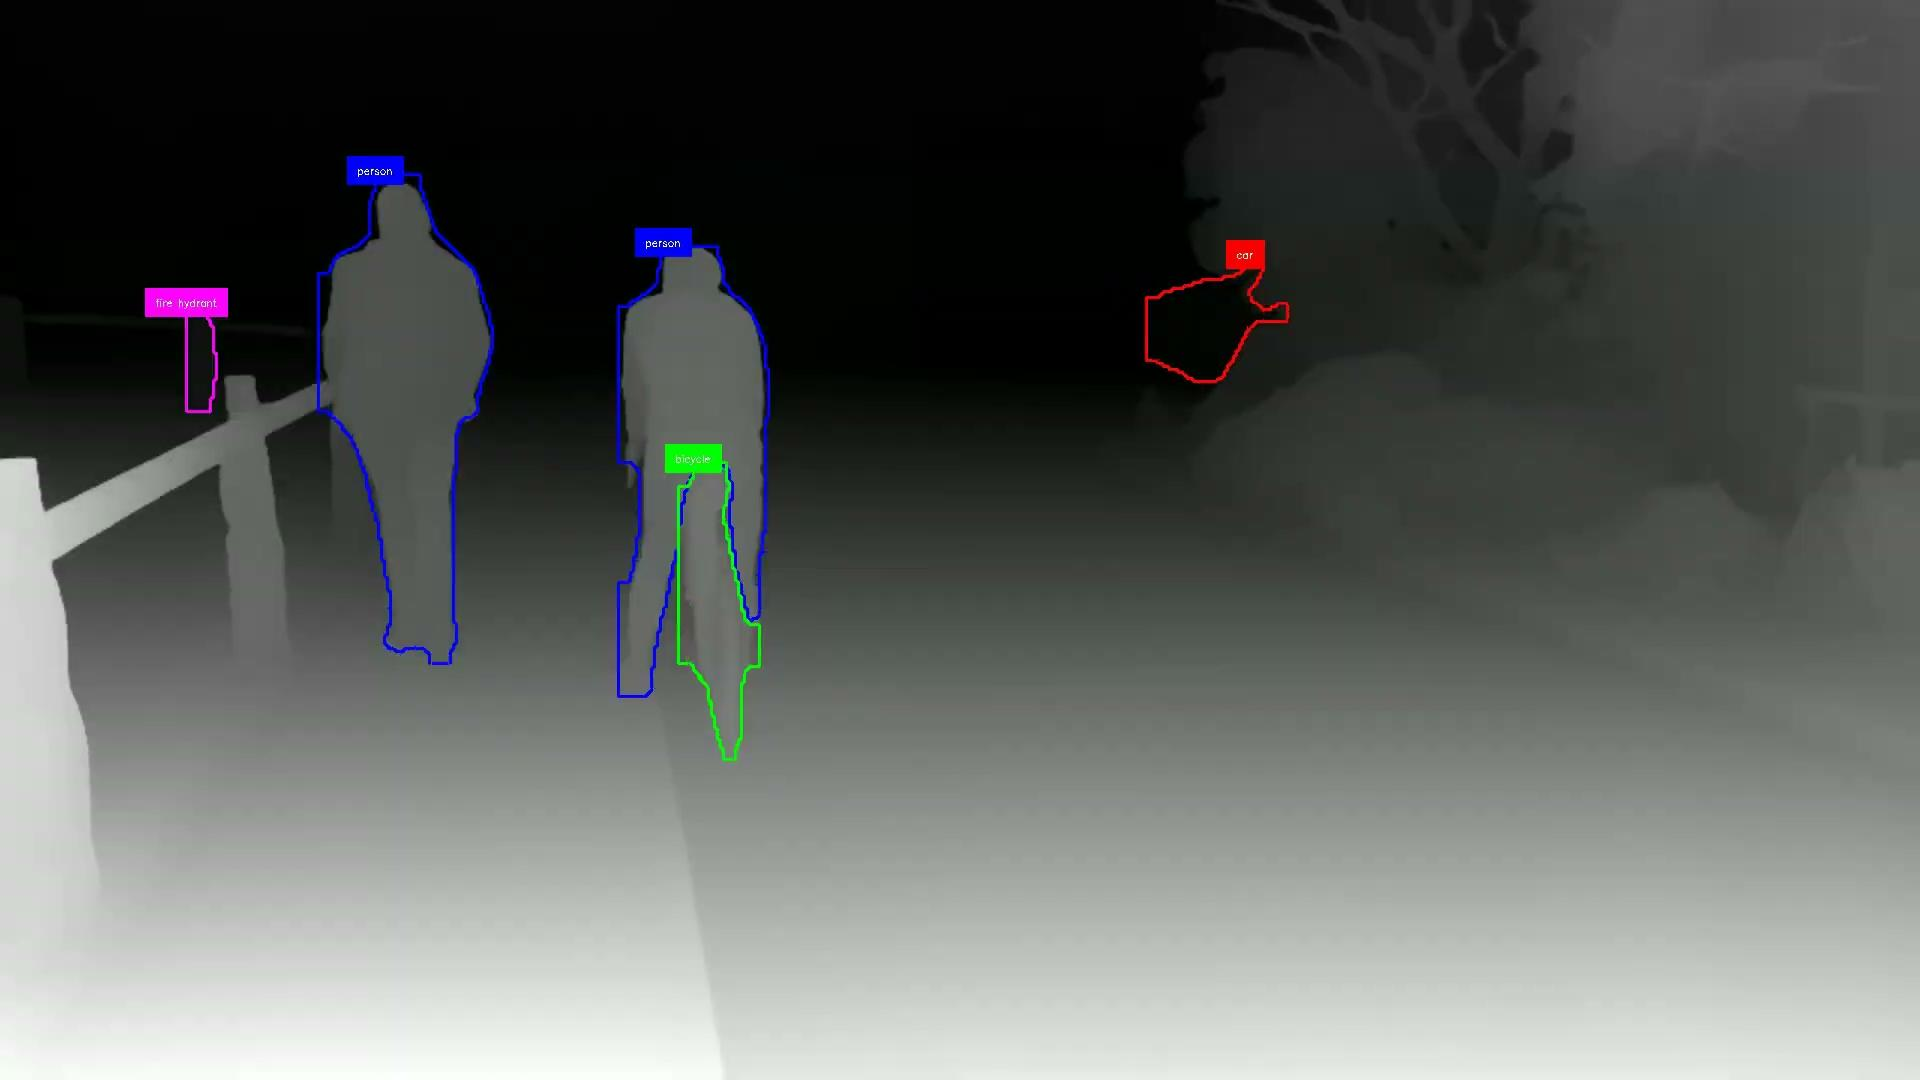 person
person
car
fire hydrant
bicycle